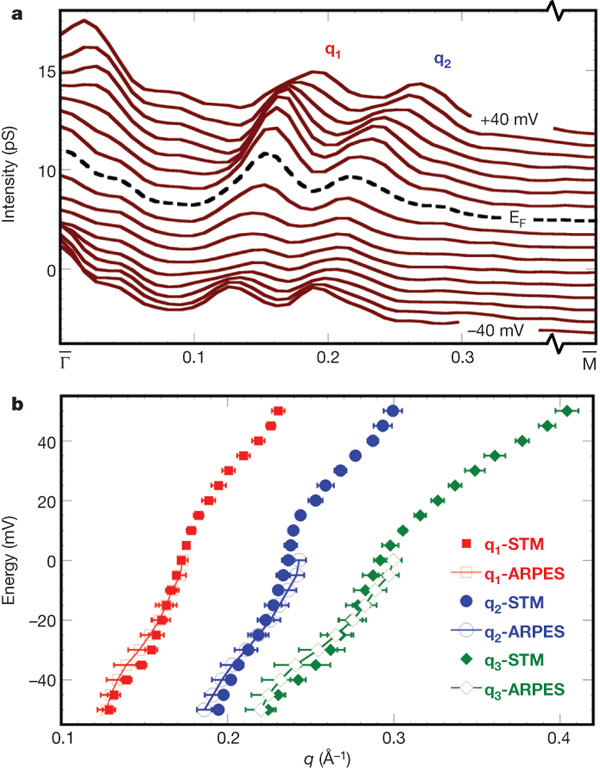 a
q₁
q₂
15
+40 mV
Intensity (pS)
10
E_F
0
−40 mV
Γ̅
0.1
0.2
0.3
M̅
b
40
20
Energy (mV)
0
−20
−40
q₁-STM
q₁-ARPES
q₂-STM
q₂-ARPES
q₃-STM
q₃-ARPES
0.1
0.2
0.3
0.4
q (Å⁻¹)